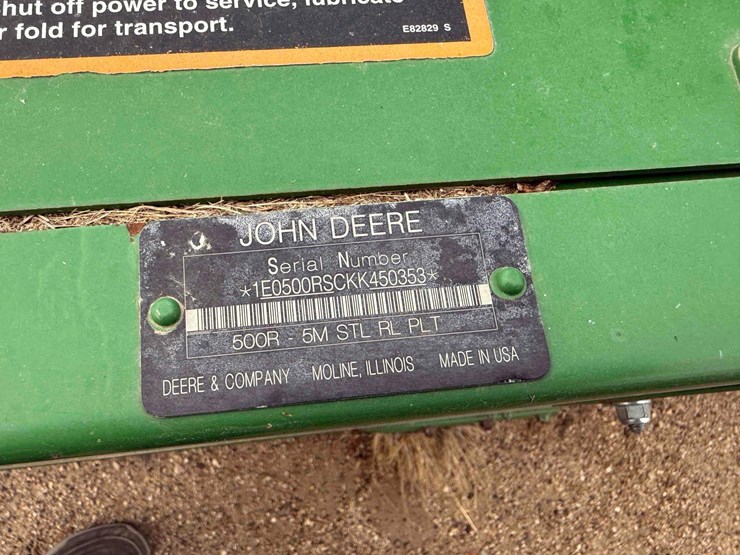 hut off power to service, lubricate
r fold for transport.
E82829 S
JOHN DEERE
Serial Number
*1E0500RSCKK450353*
500R - 5M STL RL PLT
DEERE & COMPANY MOLINE, ILLINOIS MADE IN USA